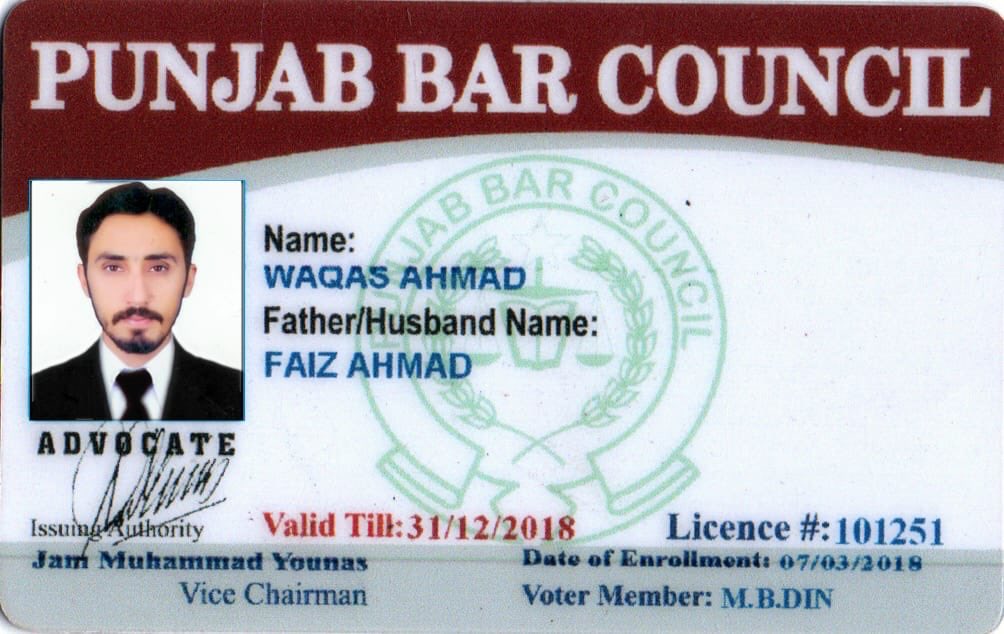 PUNJAB BAR COUNCIL
PUNJAB BAR COUNCIL
Name:
WAQAS AHMAD
Father/Husband Name:
FAIZ AHMAD
ADVOCATE
Issuing Authority
Valid Till: 31/12/2018
Licence #: 101251
Jam Muhammad Younas
Date of Enrollment: 07/03/2018
Vice Chairman
Voter Member: M.B.DIN